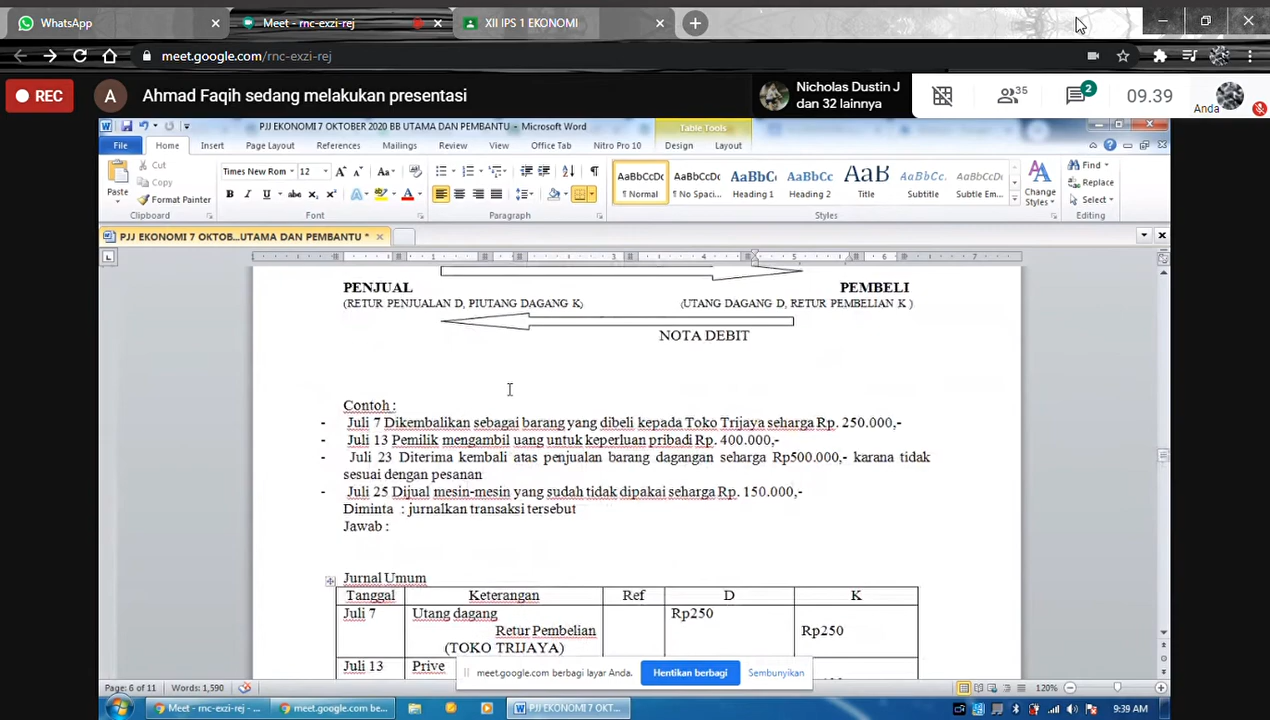 WhatsApp
Meet - rnc-exzi-rej
XII IPS 1 EKONOMI
meet.google.com/rnc-exzi-rej
REC
A
Ahmad Faqih sedang melakukan presentasi
Nicholas Dustin J
dan 32 lainnya
35
2
09.39
Anda
PJJ EKONOMI 7 OKTOBER 2020 BB UTAMA DAN PEMBANTU - Microsoft Word
Table Tools
File Home Insert Page Layout References Mailings Review View Office Tab Nitro Pro 10 Design Layout
Cut
Copy
Format Painter
Paste
Times New Rom 12
Clipboard Font Paragraph Styles Editing
AaBbCcDc AaBbCcDc AaBbCc AaBbCc AaB AaBbCc. AaBbCcDc
Normal No Spaci... Heading 1 Heading 2 Title Subtitle Subtle Em...
Change Styles
Find
Replace
Select
PJJ EKONOMI 7 OKTOB...UTAMA DAN PEMBANTU *
PENJUAL PEMBELI
(RETUR PENJUALAN D, PIUTANG DAGANG K) (UTANG DAGANG D, RETUR PEMBELIAN K )
NOTA DEBIT
Contoh :
- Juli 7 Dikembalikan sebagai barang yang dibeli kepada Toko Trijaya seharga Rp. 250.000,-
- Juli 13 Pemilik mengambil uang untuk keperluan pribadi Rp. 400.000,-
- Juli 23 Diterima kembali atas penjualan barang dagangan seharga Rp500.000,- karana tidak
sesuai dengan pesanan
- Juli 25 Dijual mesin-mesin yang sudah tidak dipakai seharga Rp. 150.000,-
Diminta : jurnalkan transaksi tersebut
Jawab :
Jurnal Umum
Tanggal Keterangan Ref D K
Juli 7 Utang dagang Rp250
Retur Pembelian Rp250
(TOKO TRIJAYA)
Juli 13 Prive
meet.google.com berbagi layar Anda. Hentikan berbagi Sembunyikan
Page: 6 of 11 Words: 1,590 120%
Meet - rnc-exzi-rej - ... meet.google.com be... PJJ EKONOMI 7 OKT... 9:39 AM